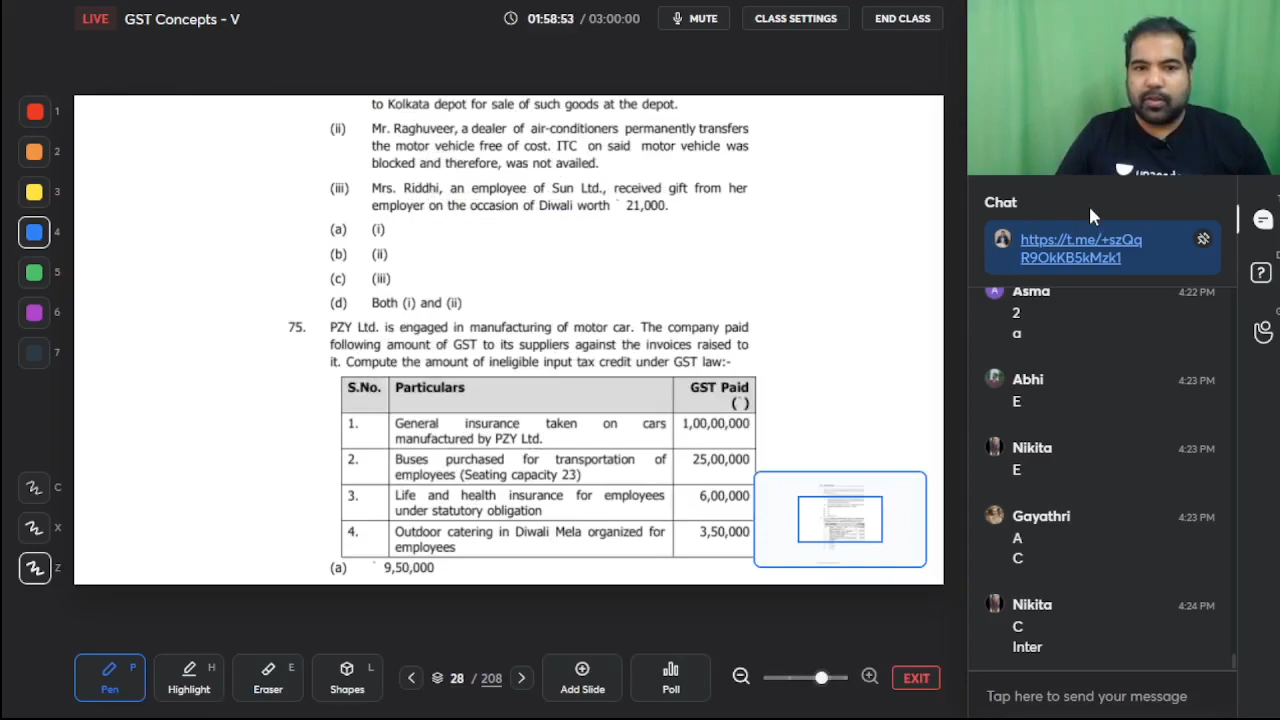 LIVE GST Concepts - V
01:58:53 / 03:00:00
MUTE
CLASS SETTINGS
END CLASS
1
2
3
4
5
6
7
C
X
Z
to Kolkata depot for sale of such goods at the depot.
(ii) Mr. Raghuveer, a dealer of air-conditioners permanently transfers
the motor vehicle free of cost. ITC on said motor vehicle was
blocked and therefore, was not availed.
(iii) Mrs. Riddhi, an employee of Sun Ltd., received gift from her
employer on the occasion of Diwali worth ` 21,000.
(a) (i)
(b) (ii)
(c) (iii)
(d) Both (i) and (ii)
75. PZY Ltd. is engaged in manufacturing of motor car. The company paid
following amount of GST to its suppliers against the invoices raised to
it. Compute the amount of ineligible input tax credit under GST law:-
S.No. Particulars GST Paid
(`)
1. General insurance taken on cars 1,00,00,000
manufactured by PZY Ltd.
2. Buses purchased for transportation of 25,00,000
employees (Seating capacity 23)
3. Life and health insurance for employees 6,00,000
under statutory obligation
4. Outdoor catering in Diwali Mela organized for 3,50,000
employees
(a) ` 9,50,000
P
Pen
H
Highlight
E
Eraser
L
Shapes
28 / 208
Add Slide
Poll
EXIT
Chat
https://t.me/+szQq
R9OkKB5kMzk1
Asma 4:22 PM
2
a
Abhi 4:23 PM
E
Nikita 4:23 PM
E
Gayathri 4:23 PM
A
C
Nikita 4:24 PM
C
Inter
Tap here to send your message